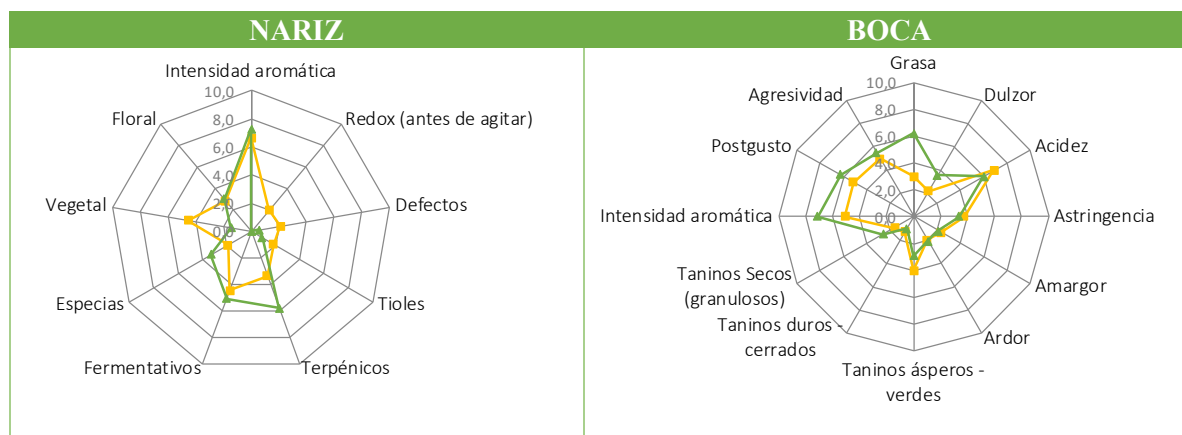 NARIZ
Intensidad aromática
10,0
8,0
6,0
4,0
2,0
0,0
Redox (antes de agitar)
Defectos
Tioles
Terpénicos
Fermentativos
Especias
Vegetal
Floral
BOCA
Grasa
10,0
8,0
6,0
4,0
2,0
0,0
Dulzor
Acidez
Astringencia
Amargor
Ardor
Taninos ásperos -
verdes
Taninos duros -
cerrados
Taninos Secos
(granulosos)
Intensidad aromática
Postgusto
Agresividad